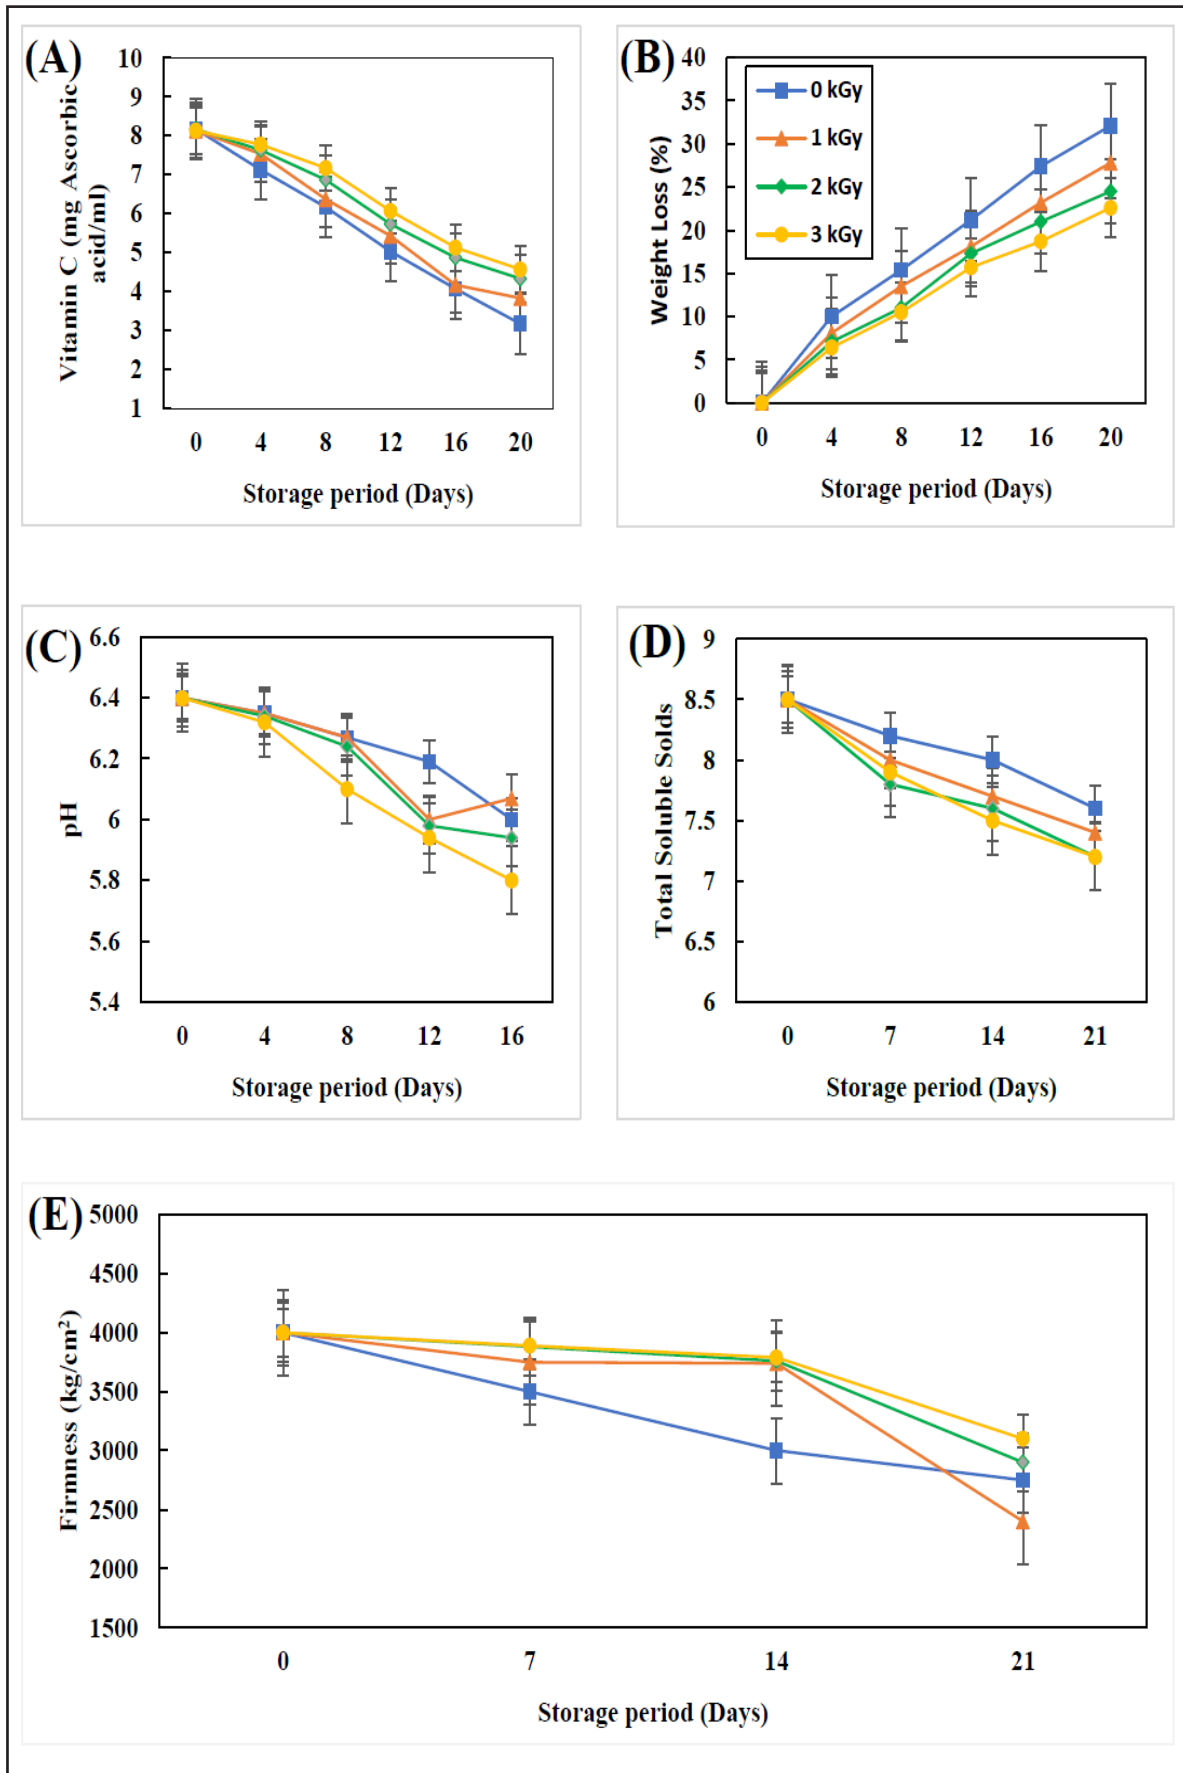 (A)
Vitamin C (mg Ascorbic
acid/ml)
10
9
8
7
6
5
4
3
2
1
0 4 8 12 16 20
Storage period (Days)
(B)
Weight Loss (%)
40
35
30
25
20
15
10
5
0
0 kGy
1 kGy
2 kGy
3 kGy
0 4 8 12 16 20
Storage period (Days)
(C)
pH
6.6
6.4
6.2
6
5.8
5.6
5.4
0 4 8 12 16
Storage period (Days)
(D)
Total Soluble Solds
9
8.5
8
7.5
7
6.5
6
0 7 14 21
Storage period (Days)
(E)
Firmness (kg/cm²)
5000
4500
4000
3500
3000
2500
2000
1500
0 7 14 21
Storage period (Days)